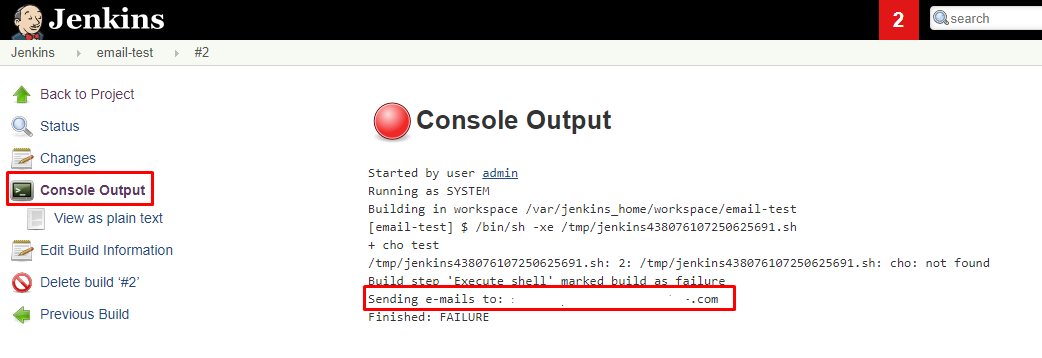 Jenkins
2
search
Jenkins
email-test
#2
Back to Project
Status
Changes
Console Output
View as plain text
Edit Build Information
Delete build ‘#2’
Previous Build
Console Output
Started by user admin
Running as SYSTEM
Building in workspace /var/jenkins_home/workspace/email-test
[email-test] $ /bin/sh -xe /tmp/jenkins438076107250625691.sh
+ cho test
/tmp/jenkins438076107250625691.sh: 2: /tmp/jenkins438076107250625691.sh: cho: not found
Build step 'Execute shell' marked build as failure
Sending e-mails to: .com
Finished: FAILURE